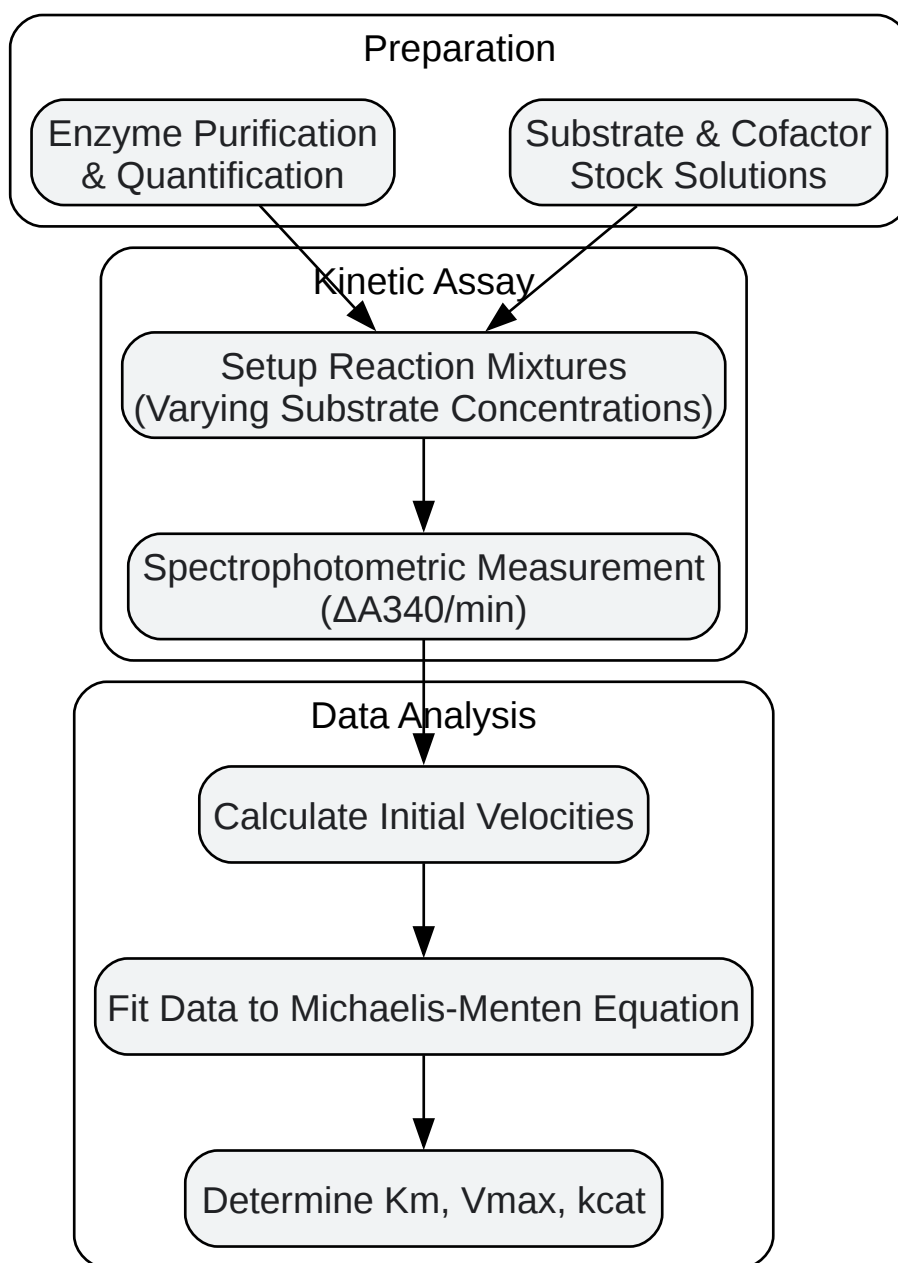 Preparation
Enzyme Purification
& Quantification
Substrate & Cofactor
Stock Solutions
Kinetic Assay
Setup Reaction Mixtures
(Varying Substrate Concentrations)
Spectrophotometric Measurement
(ΔA340/min)
Data Analysis
Calculate Initial Velocities
Fit Data to Michaelis-Menten Equation
Determine Km, Vmax, kcat